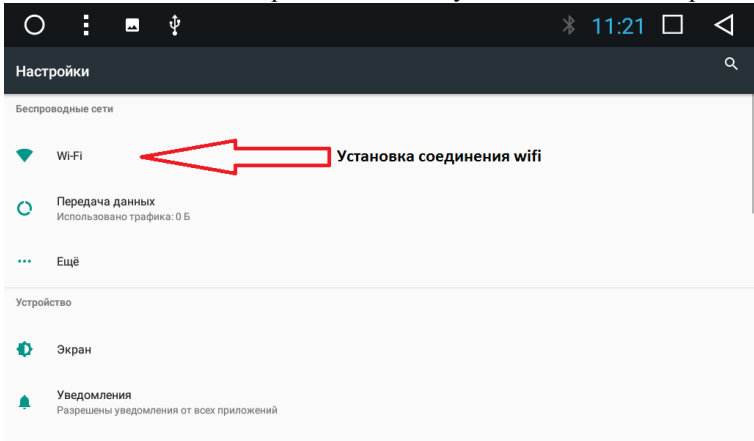 11:21
Настройки
Беспроводные сети
Wi-Fi
Установка соединения wifi
Передача данных
Использовано трафика: 0 Б
Ещё
Устройство
Экран
Уведомления
Разрешены уведомления от всех приложений